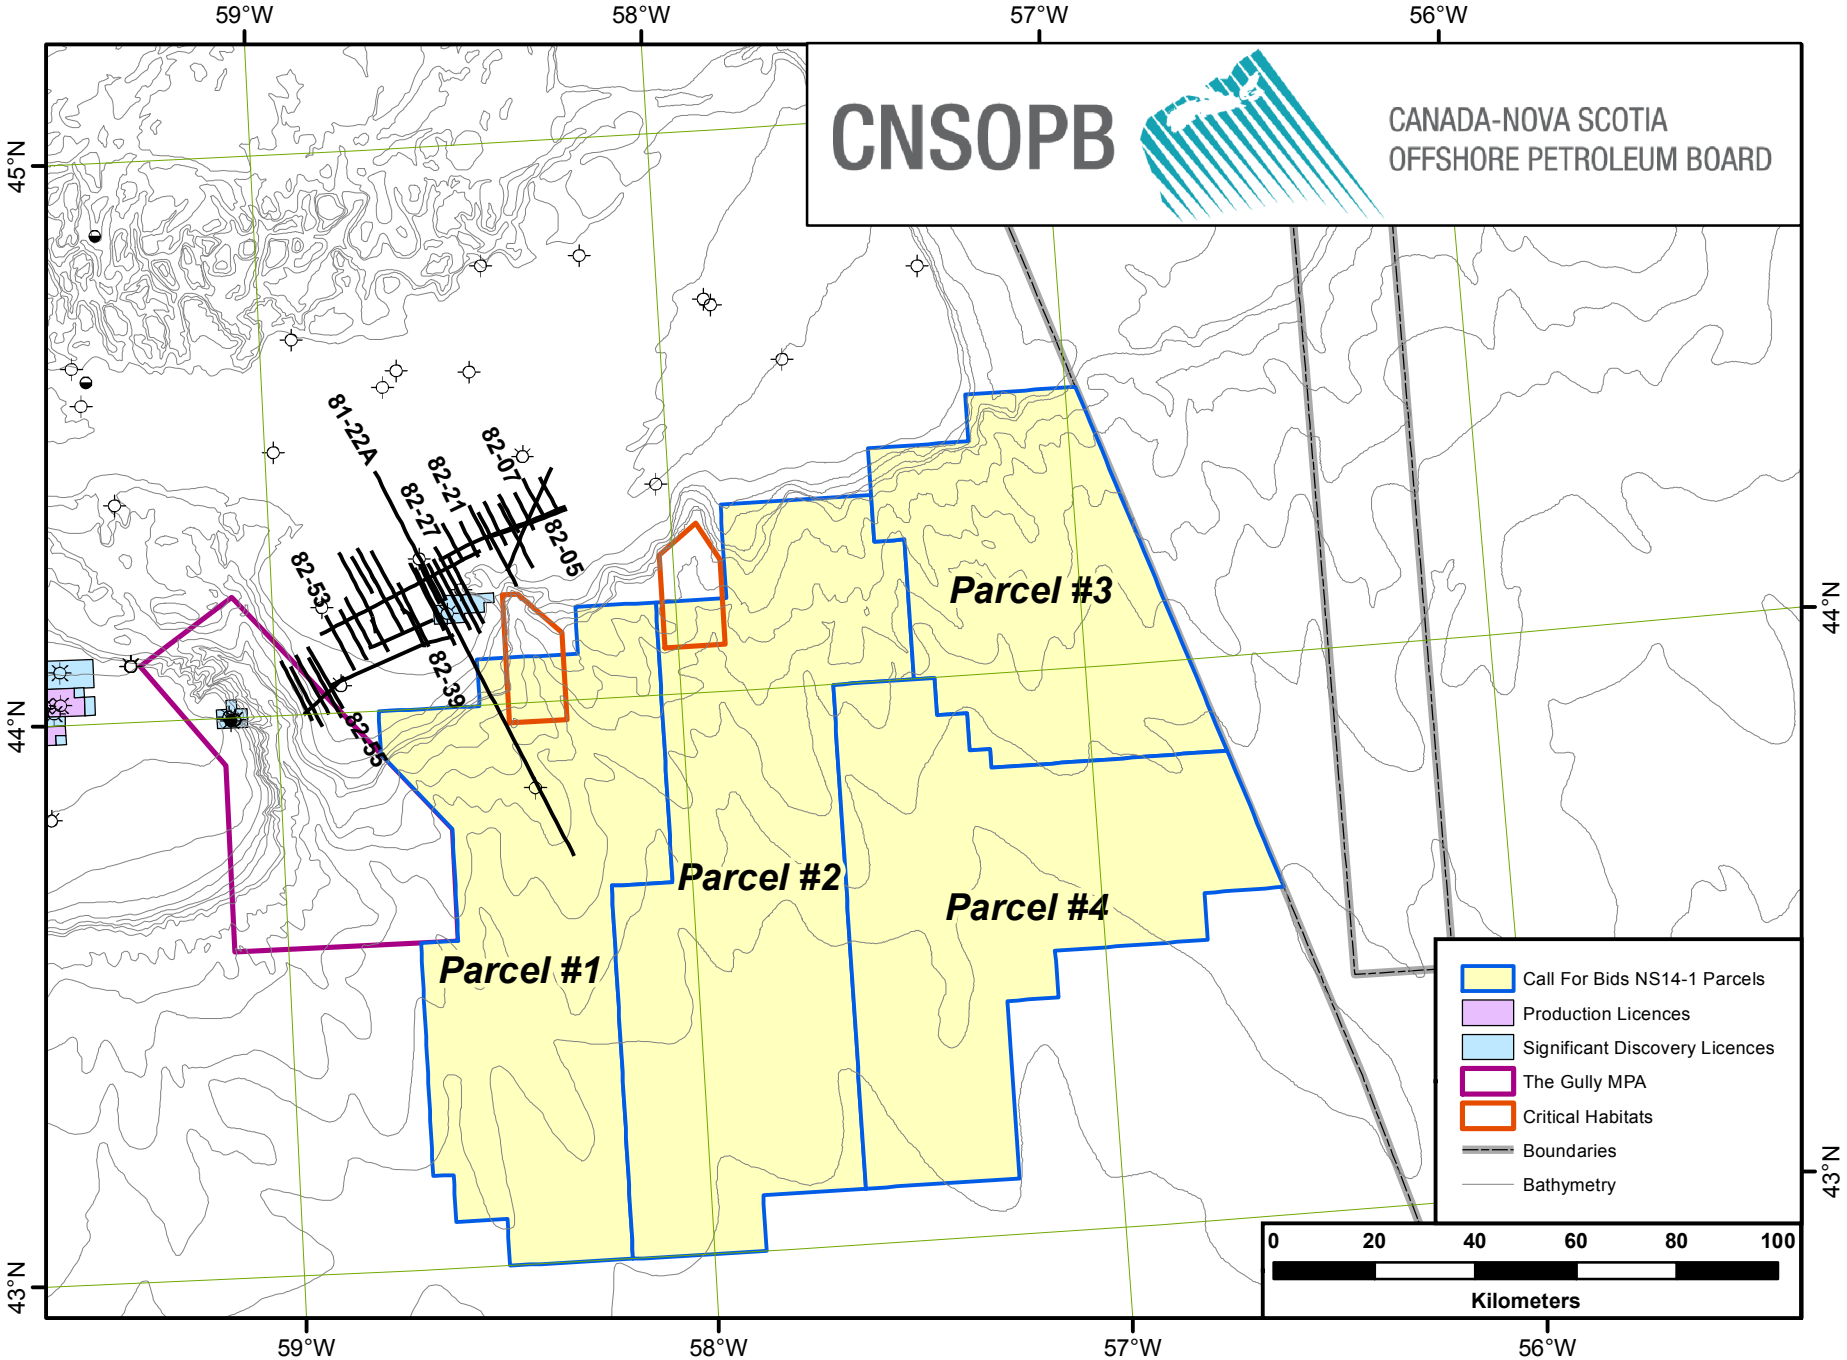 59°W
58°W
57°W
56°W
45°N
CNSOPB
CANADA-NOVA SCOTIA
OFFSHORE PETROLEUM BOARD
81-22A
82-07
82-21
82-27
82-05
82-53
82-39
82-55
44°N
44°N
Parcel #3
Parcel #2
Parcel #4
Parcel #1
Call For Bids NS14-1 Parcels
Production Licences
Significant Discovery Licences
The Gully MPA
Critical Habitats
Boundaries
Bathymetry
43°N
43°N
0 20 40 60 80 100
Kilometers
59°W
58°W
57°W
56°W